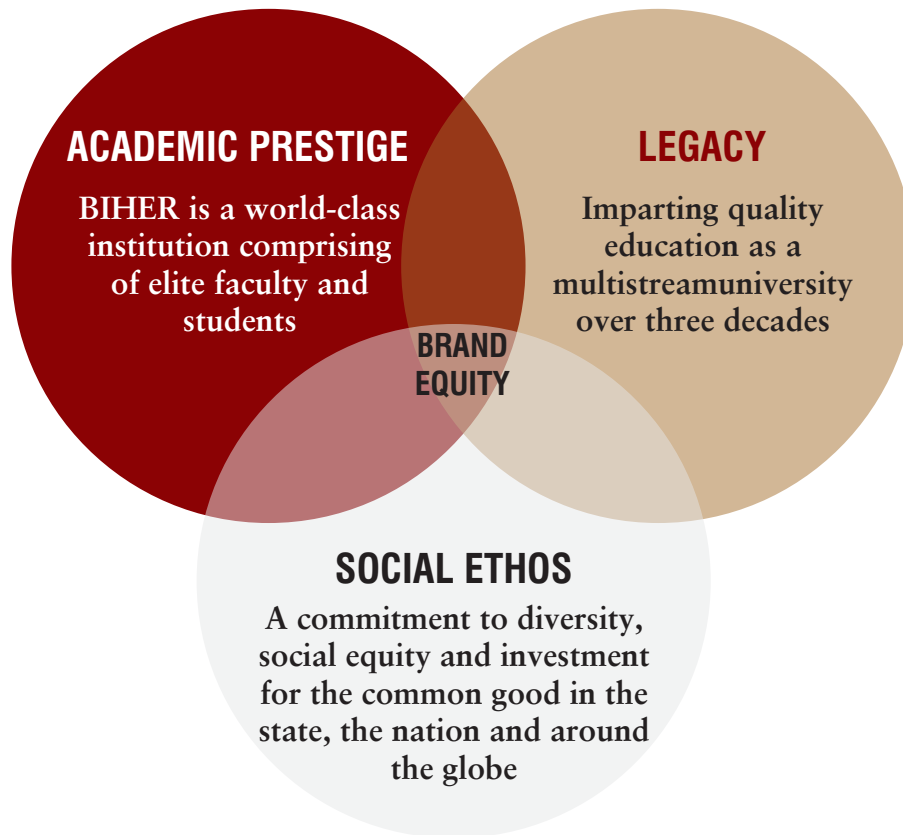 ACADEMIC PRESTIGE
BIHER is a world-class
institution comprising
of elite faculty and
students
LEGACY
Imparting quality
education as a
multistreamuniversity
over three decades
BRAND
EQUITY
SOCIAL ETHOS
A commitment to diversity,
social equity and investment
for the common good in the
state, the nation and around
the globe